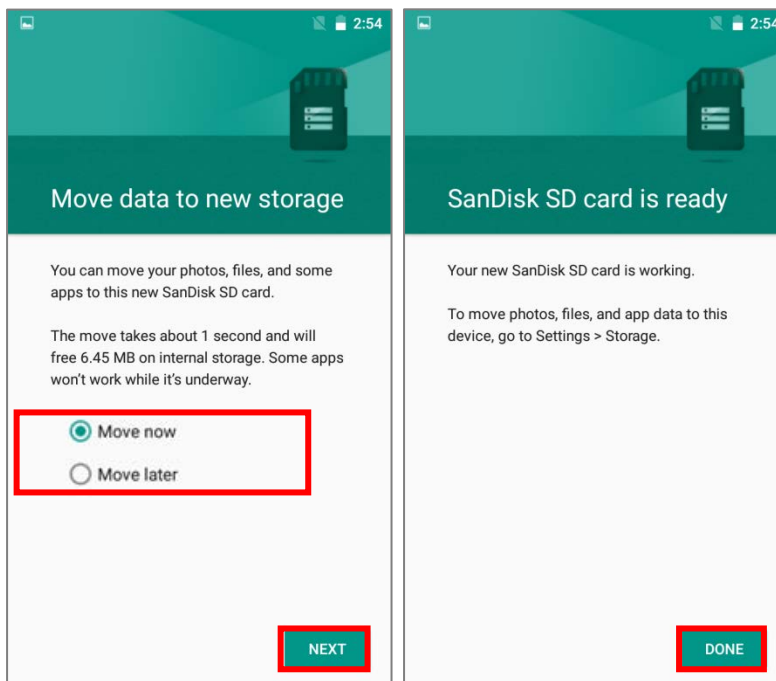 2:54
Move data to new storage
You can move your photos, files, and some
apps to this new SanDisk SD card.
The move takes about 1 second and will
free 6.45 MB on internal storage. Some apps
won't work while it's underway.
Move now
Move later
NEXT
2:54
SanDisk SD card is ready
Your new SanDisk SD card is working.
To move photos, files, and app data to this
device, go to Settings > Storage.
DONE